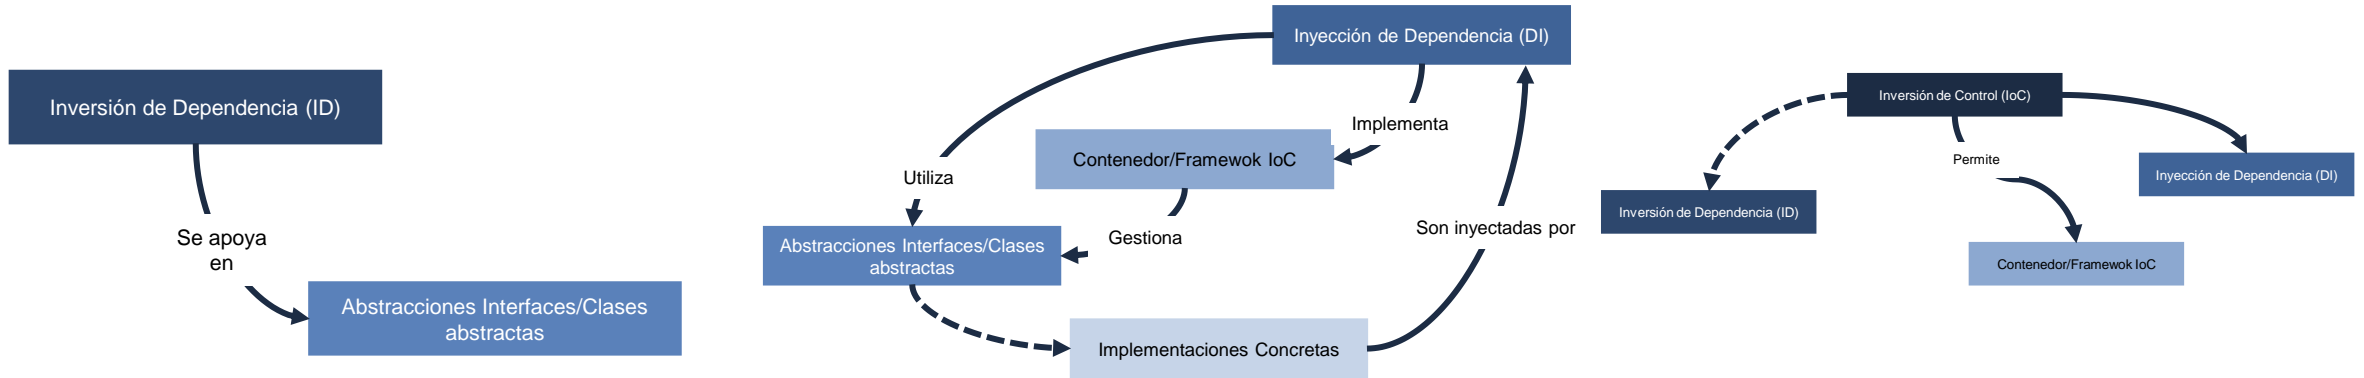 Inversión de Dependencia (ID)
Se apoya
en
Abstracciones Interfaces/Clases
abstractas
Inyección de Dependencia (DI)
Implementa
Contenedor/Framewok IoC
Utiliza
Gestiona
Son inyectadas por
Abstracciones Interfaces/Clases
abstractas
Implementaciones Concretas
Inversión de Control (IoC)
Permite
Inyección de Dependencia (DI)
Inversión de Dependencia (ID)
Contenedor/Framewok IoC